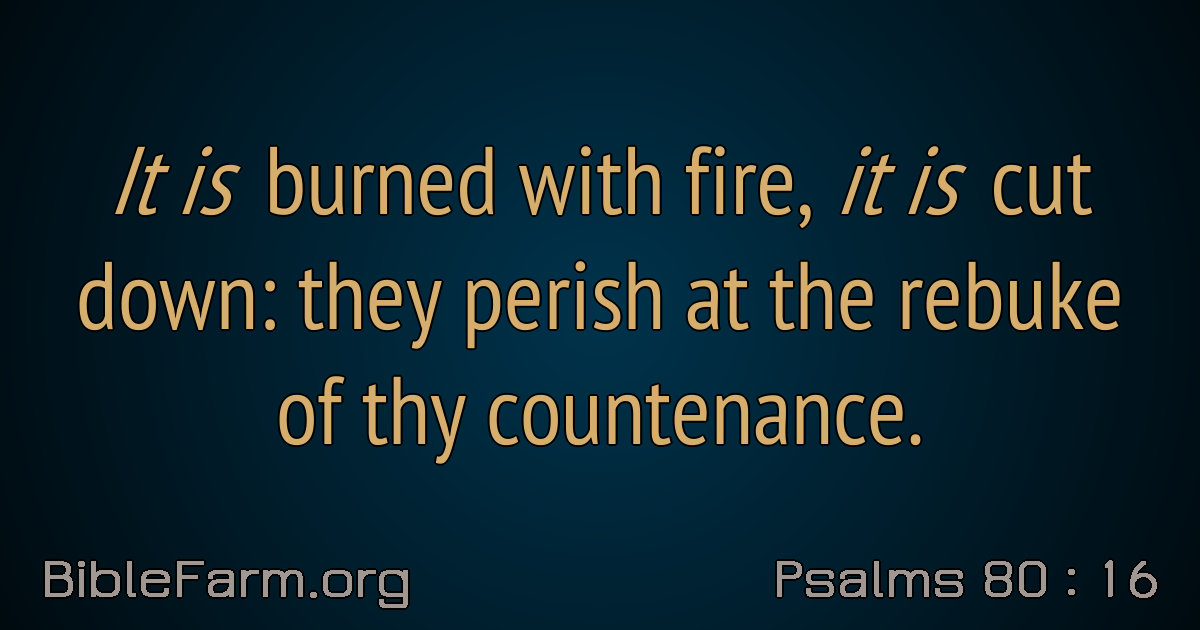 It is burned with fire, it is cut
down: they perish at the rebuke
of thy countenance.
BibleFarm.org
Psalms 80 : 16